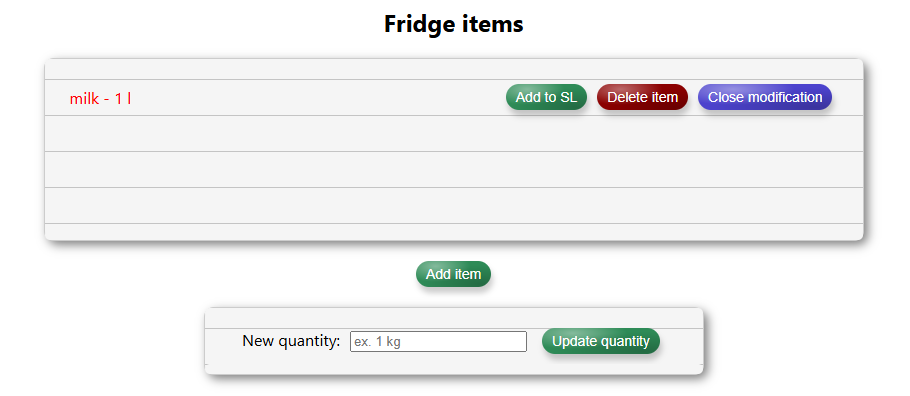 Fridge items
milk - 1 l Add to SL Delete item Close modification
Add item
New quantity: ex. 1 kg Update quantity